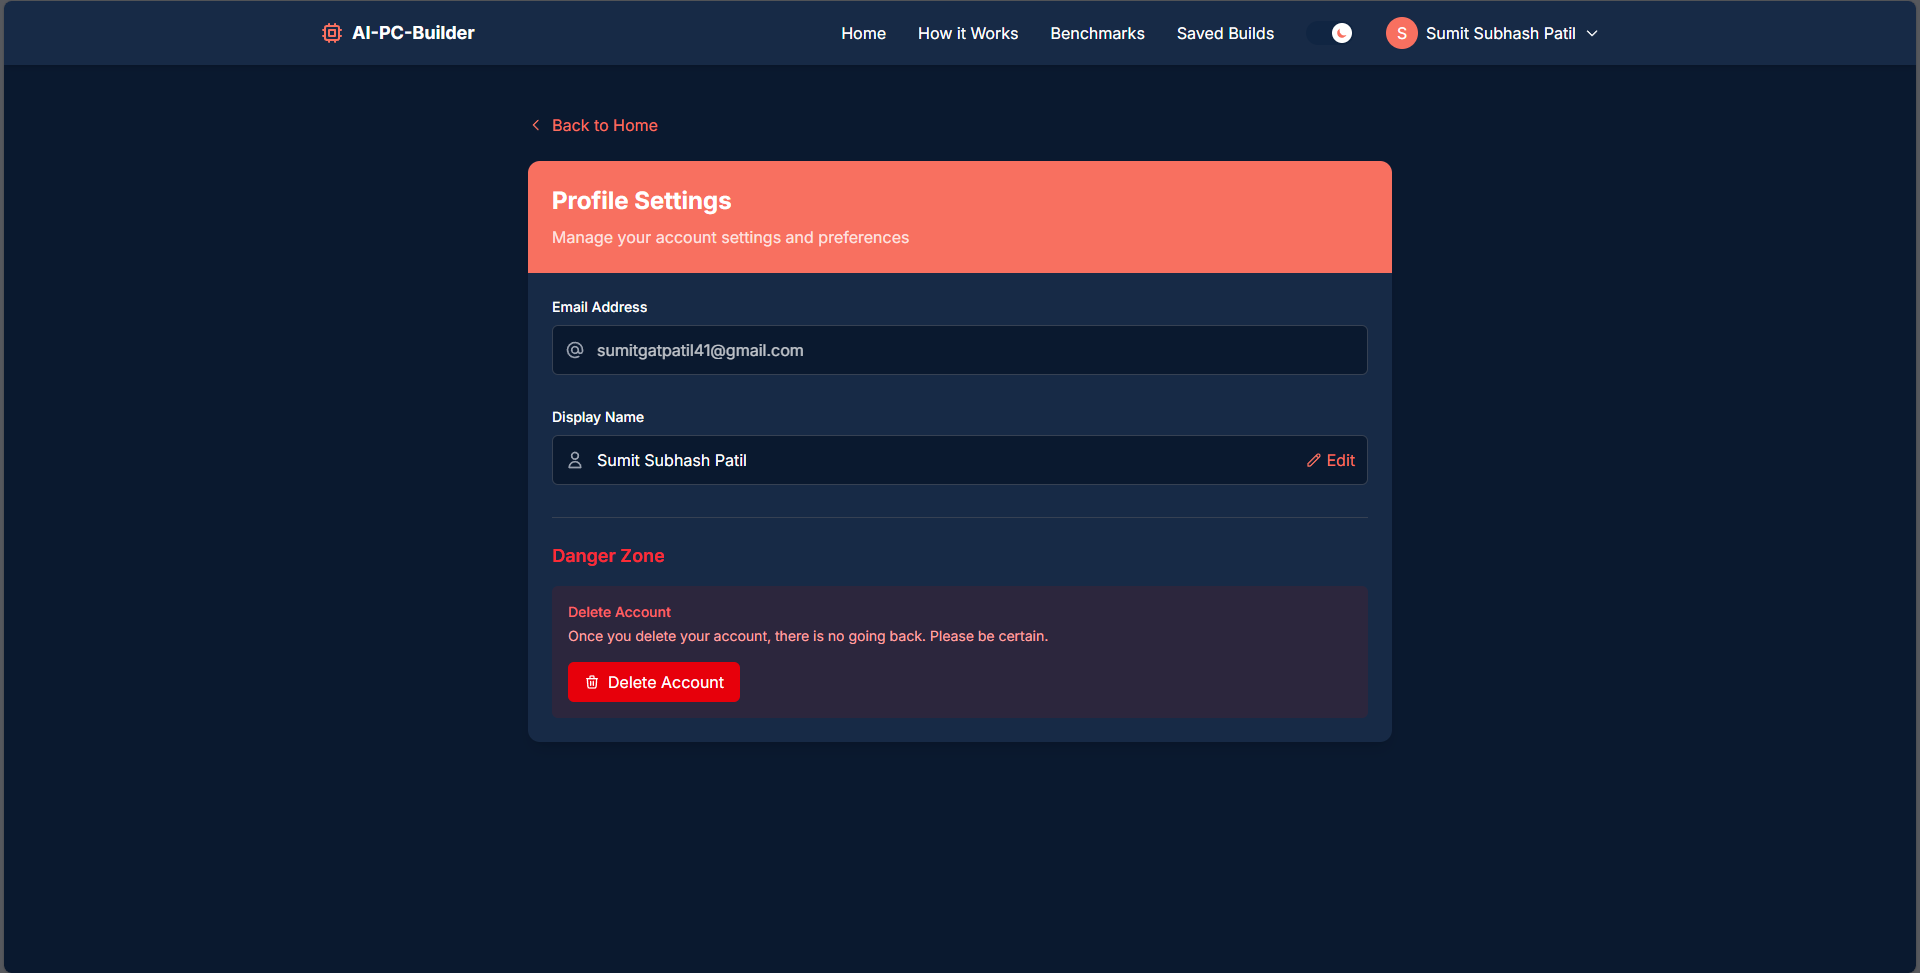 AI-PC-Builder
Home How it Works Benchmarks Saved Builds S Sumit Subhash Patil
Back to Home
Profile Settings
Manage your account settings and preferences
Email Address
sumitgatpatil41@gmail.com
Display Name
Sumit Subhash Patil Edit
Danger Zone
Delete Account
Once you delete your account, there is no going back. Please be certain.
Delete Account